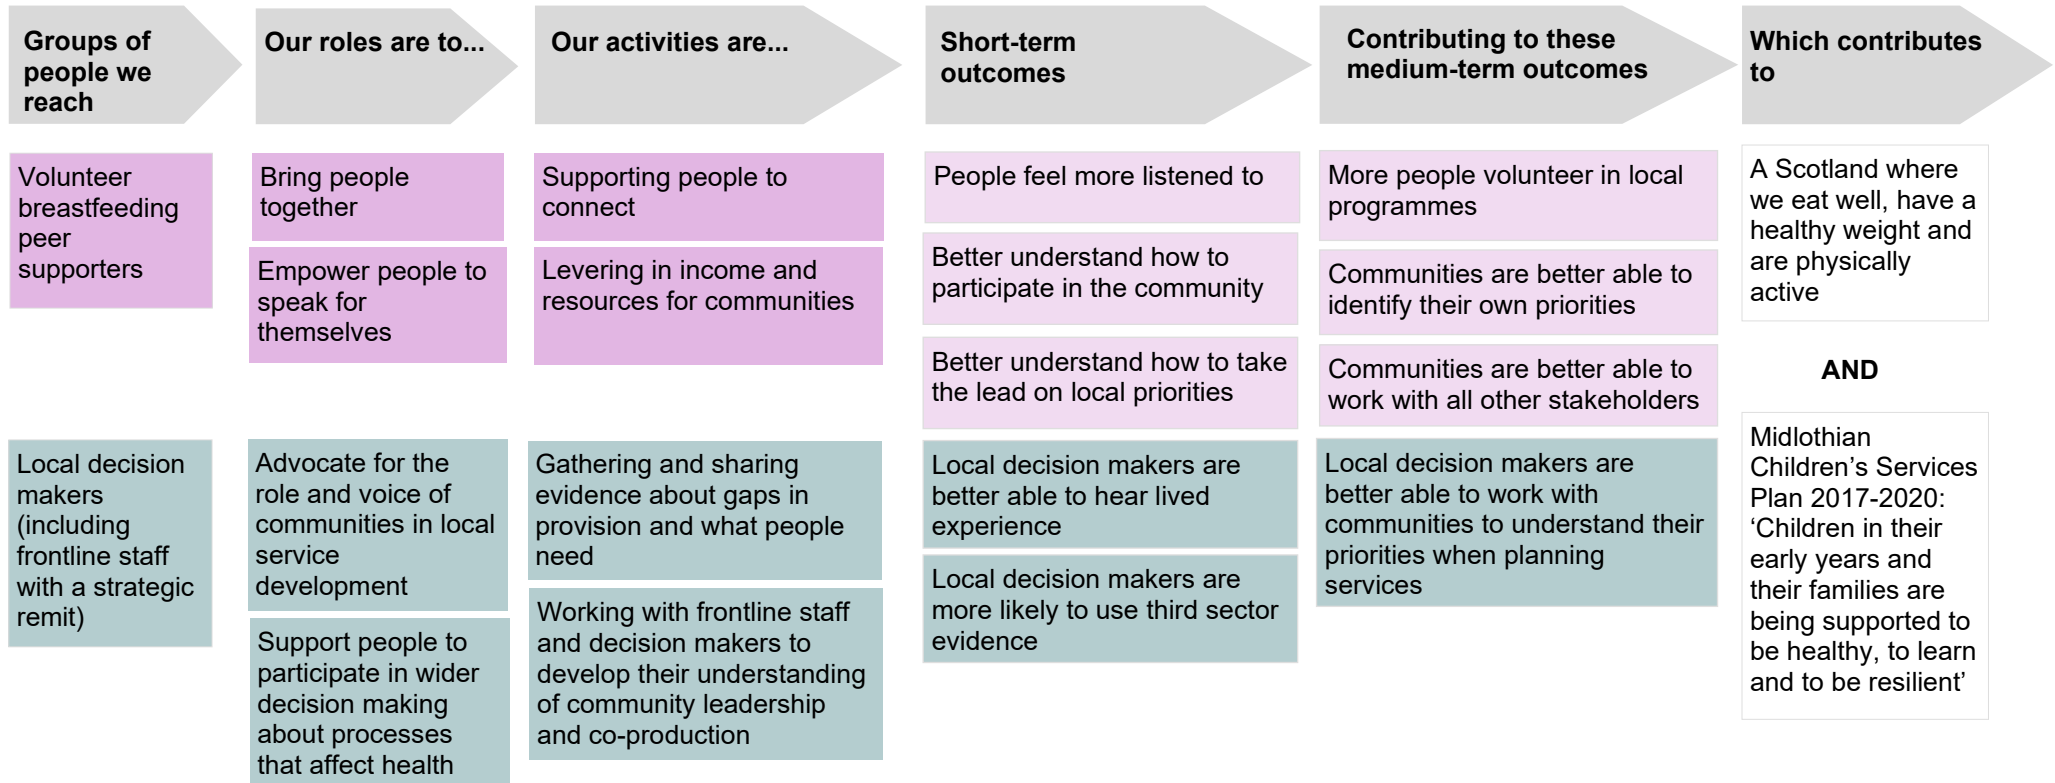 Groups of
people we
reach
Our roles are to...
Our activities are...
Short-term
outcomes
Contributing to these
medium-term outcomes
Which contributes
to
Volunteer
breastfeeding
peer
supporters
Bring people
together
Empower people to
speak for
themselves
Supporting people to
connect
Levering in income and
resources for communities
People feel more listened to
Better understand how to
participate in the community
Better understand how to take
the lead on local priorities
More people volunteer in local
programmes
Communities are better able to
identify their own priorities
Communities are better able to
work with all other stakeholders
A Scotland where
we eat well, have a
healthy weight and
are physically
active
AND
Local decision
makers
(including
frontline staff
with a strategic
remit)
Advocate for the
role and voice of
communities in local
service
development
Support people to
participate in wider
decision making
about processes
that affect health
Gathering and sharing
evidence about gaps in
provision and what people
need
Working with frontline staff
and decision makers to
develop their understanding
of community leadership
and co-production
Local decision makers are
better able to hear lived
experience
Local decision makers are
more likely to use third sector
evidence
Local decision makers are
better able to work with
communities to understand their
priorities when planning
services
Midlothian
Children’s Services
Plan 2017-2020:
‘Children in their
early years and
their families are
being supported to
be healthy, to learn
and to be resilient’